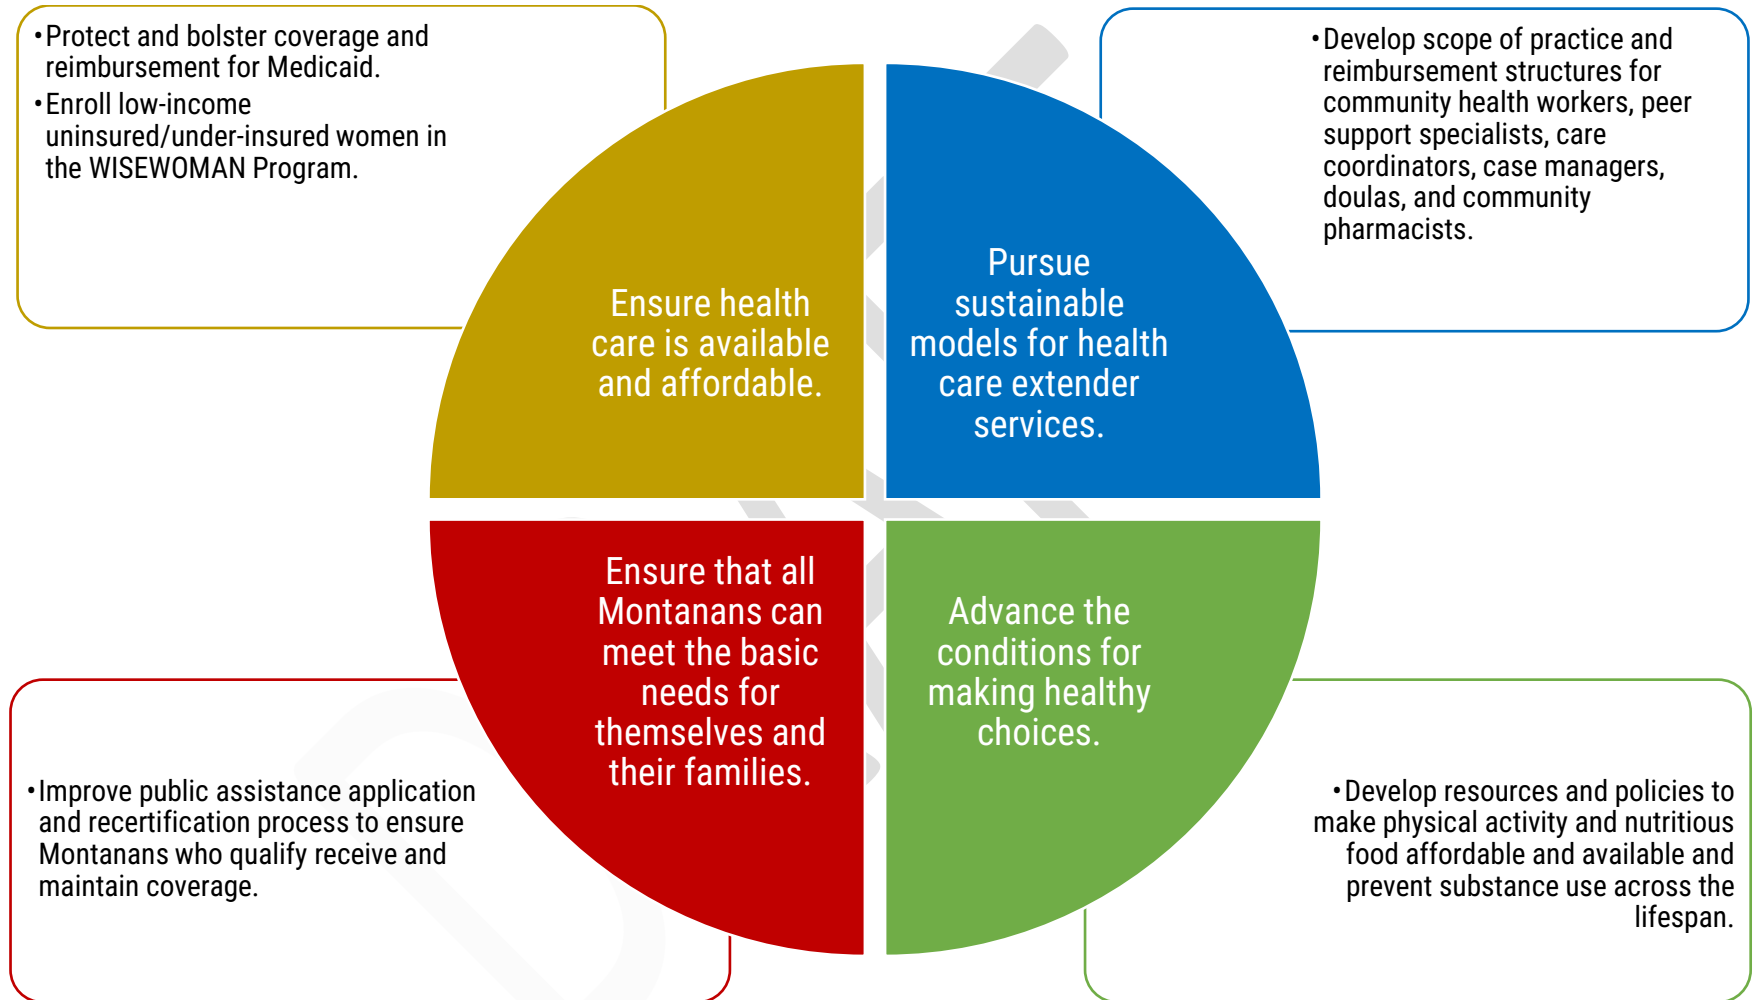 •Protect and bolster coverage and
reimbursement for Medicaid.
•Enroll low-income
uninsured/under-insured women in
the WISEWOMAN Program.
•Develop scope of practice and
reimbursement structures for
community health workers, peer
support specialists, care
coordinators, case managers,
doulas, and community
pharmacists.
Ensure health
care is available
and affordable.
Pursue
sustainable
models for health
care extender
services.
Ensure that all
Montanans can
meet the basic
needs for
themselves and
their families.
Advance the
conditions for
making healthy
choices.
•Improve public assistance application
and recertification process to ensure
Montanans who qualify receive and
maintain coverage.
•Develop resources and policies to
make physical activity and nutritious
food affordable and available and
prevent substance use across the
lifespan.